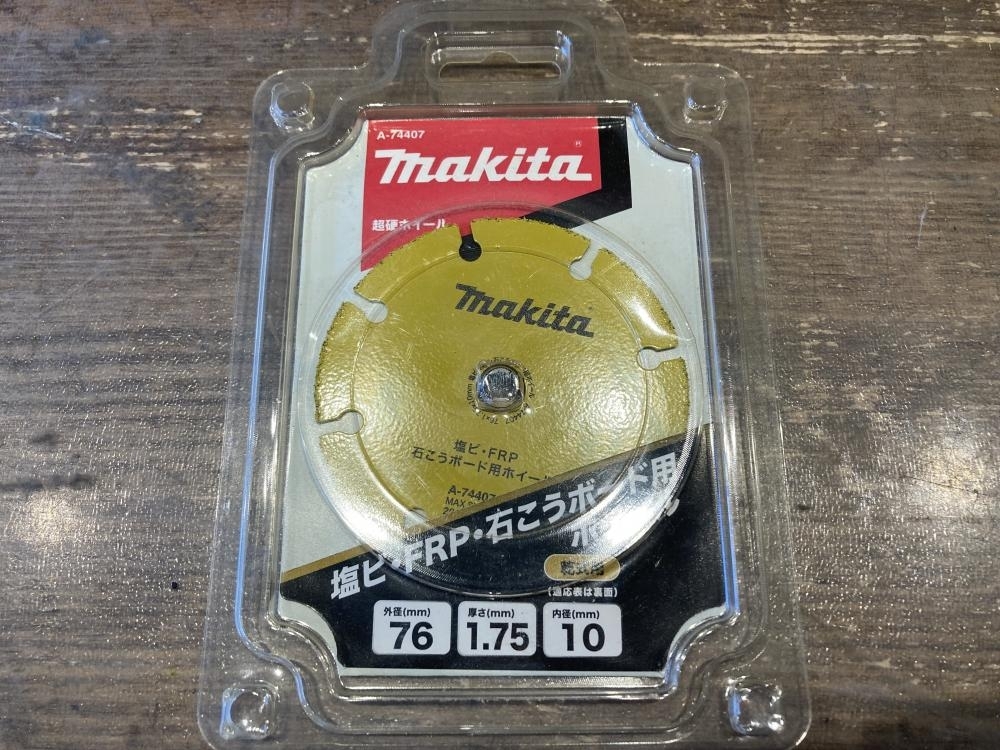 A-74407
makita
超硬ホイール
makita
塩ビ・FRP
石こうボード用ホイール
A-74407
MAX
塩ビ・FRP・石こうボード用
(適応表は裏面)
外径(mm) 厚さ(mm) 内径(mm)
76 1.75 10